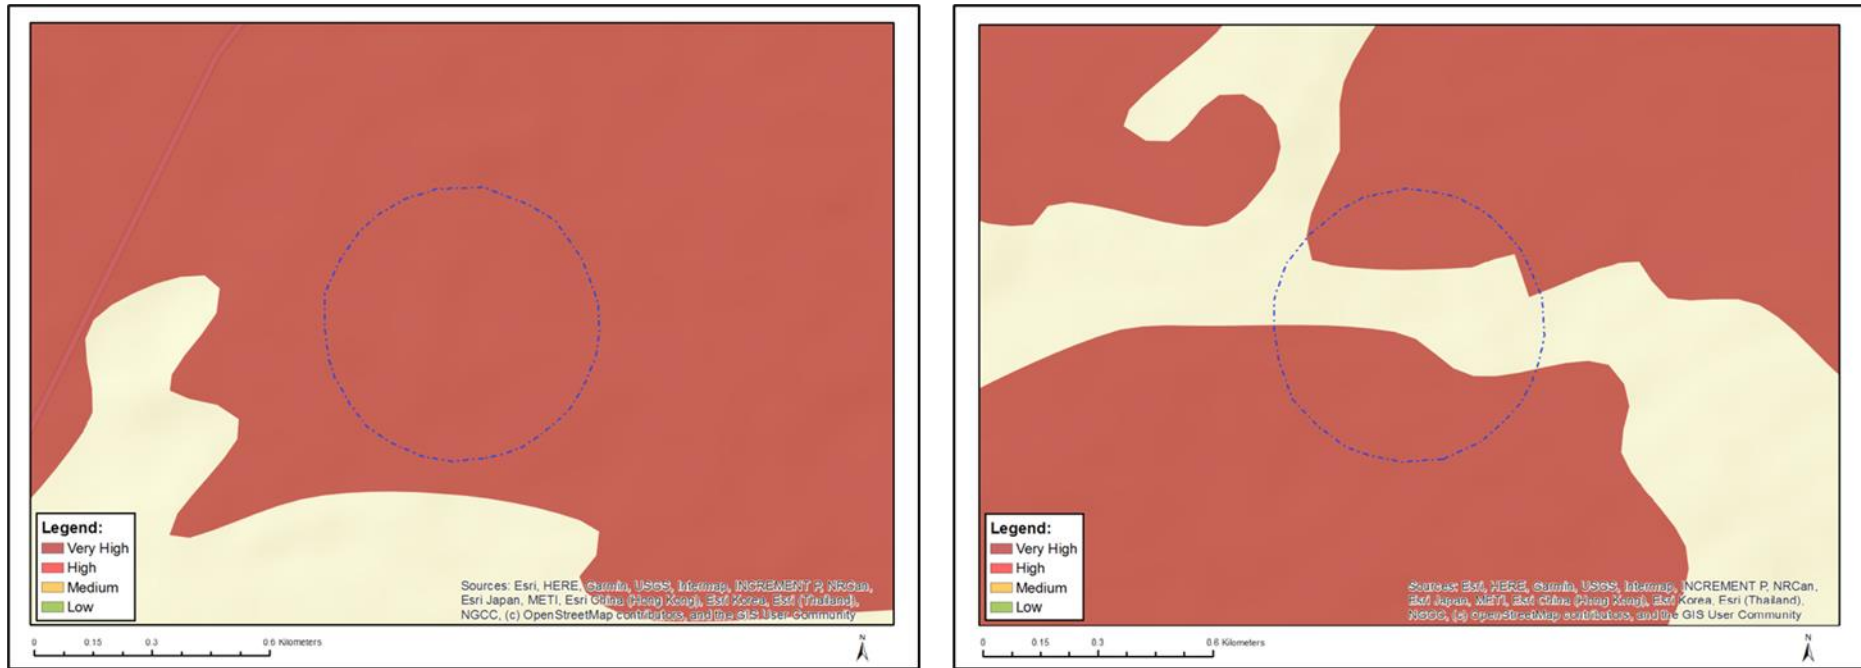 Legend:
Very High
High
Medium
Low
Sources: Esri, HERE, Garmin, USGS, Intermap, INCREMENT P, NRCan,
Esri Japan, METI, Esri China (Hong Kong), Esri Korea, Esri (Thailand),
NGCC, (c) OpenStreetMap contributors, and the GIS User Community
0 0.15 0.3 0.6 Kilometers
N
Legend:
Very High
High
Medium
Low
Sources: Esri, HERE, Garmin, USGS, Intermap, INCREMENT P, NRCan,
Esri Japan, METI, Esri China (Hong Kong), Esri Korea, Esri (Thailand),
NGCC, (c) OpenStreetMap contributors, and the GIS User Community
0 0.15 0.3 0.6 Kilometers
N